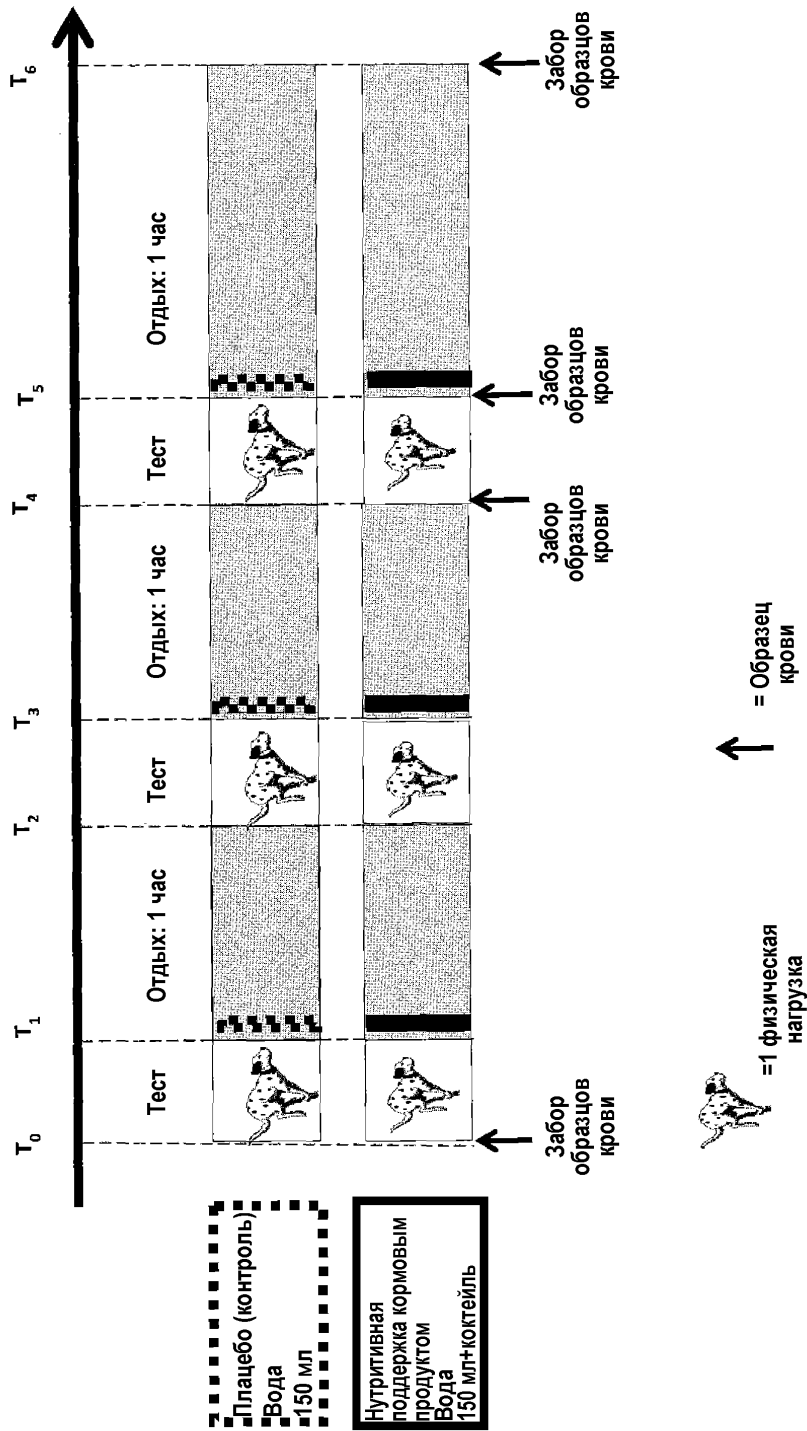 T0 T1 T2 T3 T4 T5 T6
Тест
Отдых: 1 час
Тест
Отдых: 1 час
Тест
Отдых: 1 час
Плацебо (контроль)
Вода
150 мл
Нутритивная
поддержка кормовым
продуктом
Вода
150 мл+коктейль
Забор
образцов
крови
Забор
образцов
крови
Забор
образцов
крови
Забор
образцов
крови
=1 физическая
нагрузка
= Образец
крови